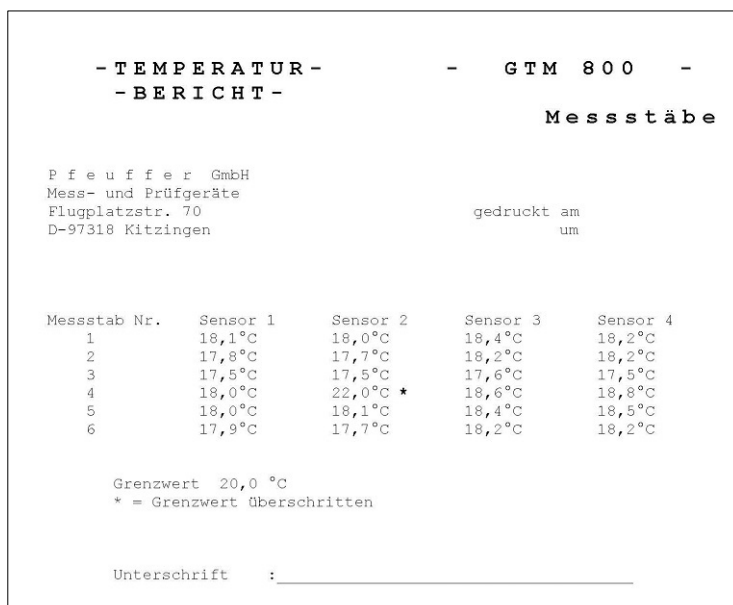 -TEMPERATUR- - GTM 800 -
-BERICHT-
Messstäbe
Pfeuffer GmbH
Mess- und Prüfgeräte
Flugplatzstr. 70 gedruckt am
D-97318 Kitzingen um
Messstab Nr. Sensor 1 Sensor 2 Sensor 3 Sensor 4
1 18,1°C 18,0°C 18,4°C 18,2°C
2 17,8°C 17,7°C 18,2°C 18,2°C
3 17,5°C 17,5°C 17,6°C 17,5°C
4 18,0°C 22,0°C * 18,6°C 18,8°C
5 18,0°C 18,1°C 18,4°C 18,5°C
6 17,9°C 17,7°C 18,2°C 18,2°C
Grenzwert 20,0 °C
* = Grenzwert überschritten
Unterschrift :